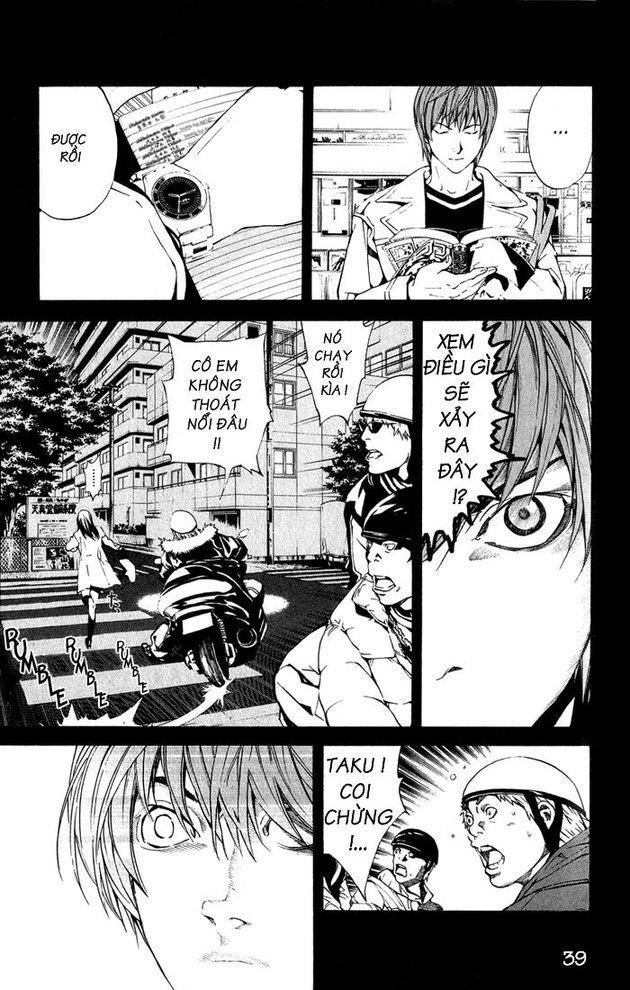 ...
ĐƯỢC
RỒI
XEM
ĐIỀU GÌ
SẼ
XẢY
RA
ĐÂY
!?
NÓ
CHẠY
RỒI
KÌA !
CÔ EM
KHÔNG
THOÁT
NỔI ĐÂU
!!
RUMBLE
RUMBLE
RUMBLE
TAKU !
COI
CHỪNG
!...
39